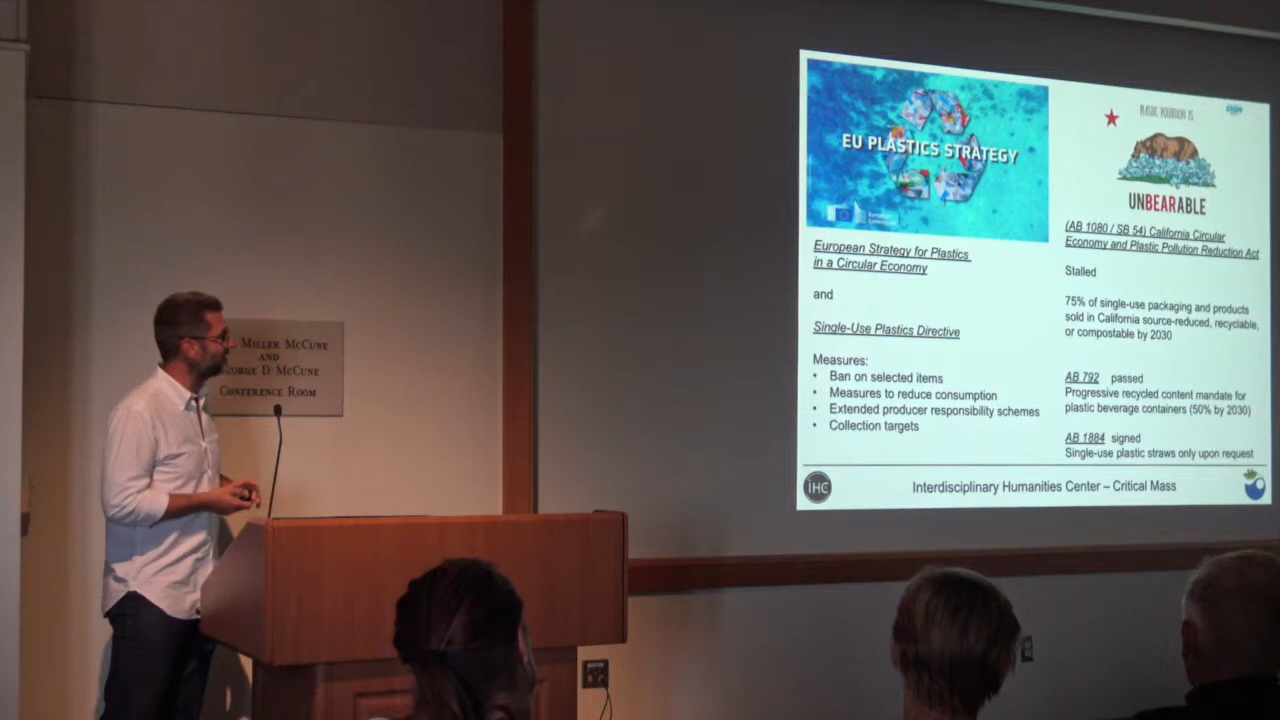 Miller McCune
and
George D McCune
Conference Room
EU PLASTICS STRATEGY
European
Commission
European Strategy for Plastics
in a Circular Economy
and
Single-Use Plastics Directive
Measures:
• Ban on selected items
• Measures to reduce consumption
• Extended producer responsibility schemes
• Collection targets
PLASTIC POLLUTION IS
UNBEARABLE
(AB 1080 / SB 54) California Circular
Economy and Plastic Pollution Reduction Act
Stalled
75% of single-use packaging and products
sold in California source-reduced, recyclable,
or compostable by 2030
AB 792 passed
Progressive recycled content mandate for
plastic beverage containers (50% by 2030)
AB 1884 signed
Single-use plastic straws only upon request
IHC
Interdisciplinary Humanities Center – Critical Mass